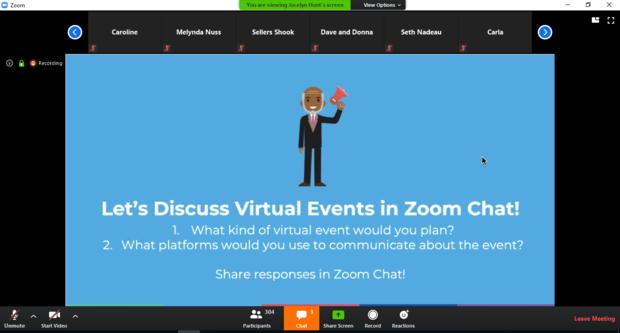 Zoom
You are viewing Jocelyn Hunt's screen
View Options
Caroline
Melynda Nuss
Sellers Shook
Dave and Donna
Seth Nadeau
Carla
Recording
Let's Discuss Virtual Events in Zoom Chat!
1. What kind of virtual event would you plan?
2. What platforms would you use to communicate about the event?
Share responses in Zoom Chat!
Unmute
Start Video
304
Participants
3
Chat
Share Screen
Record
Reactions
Leave Meeting